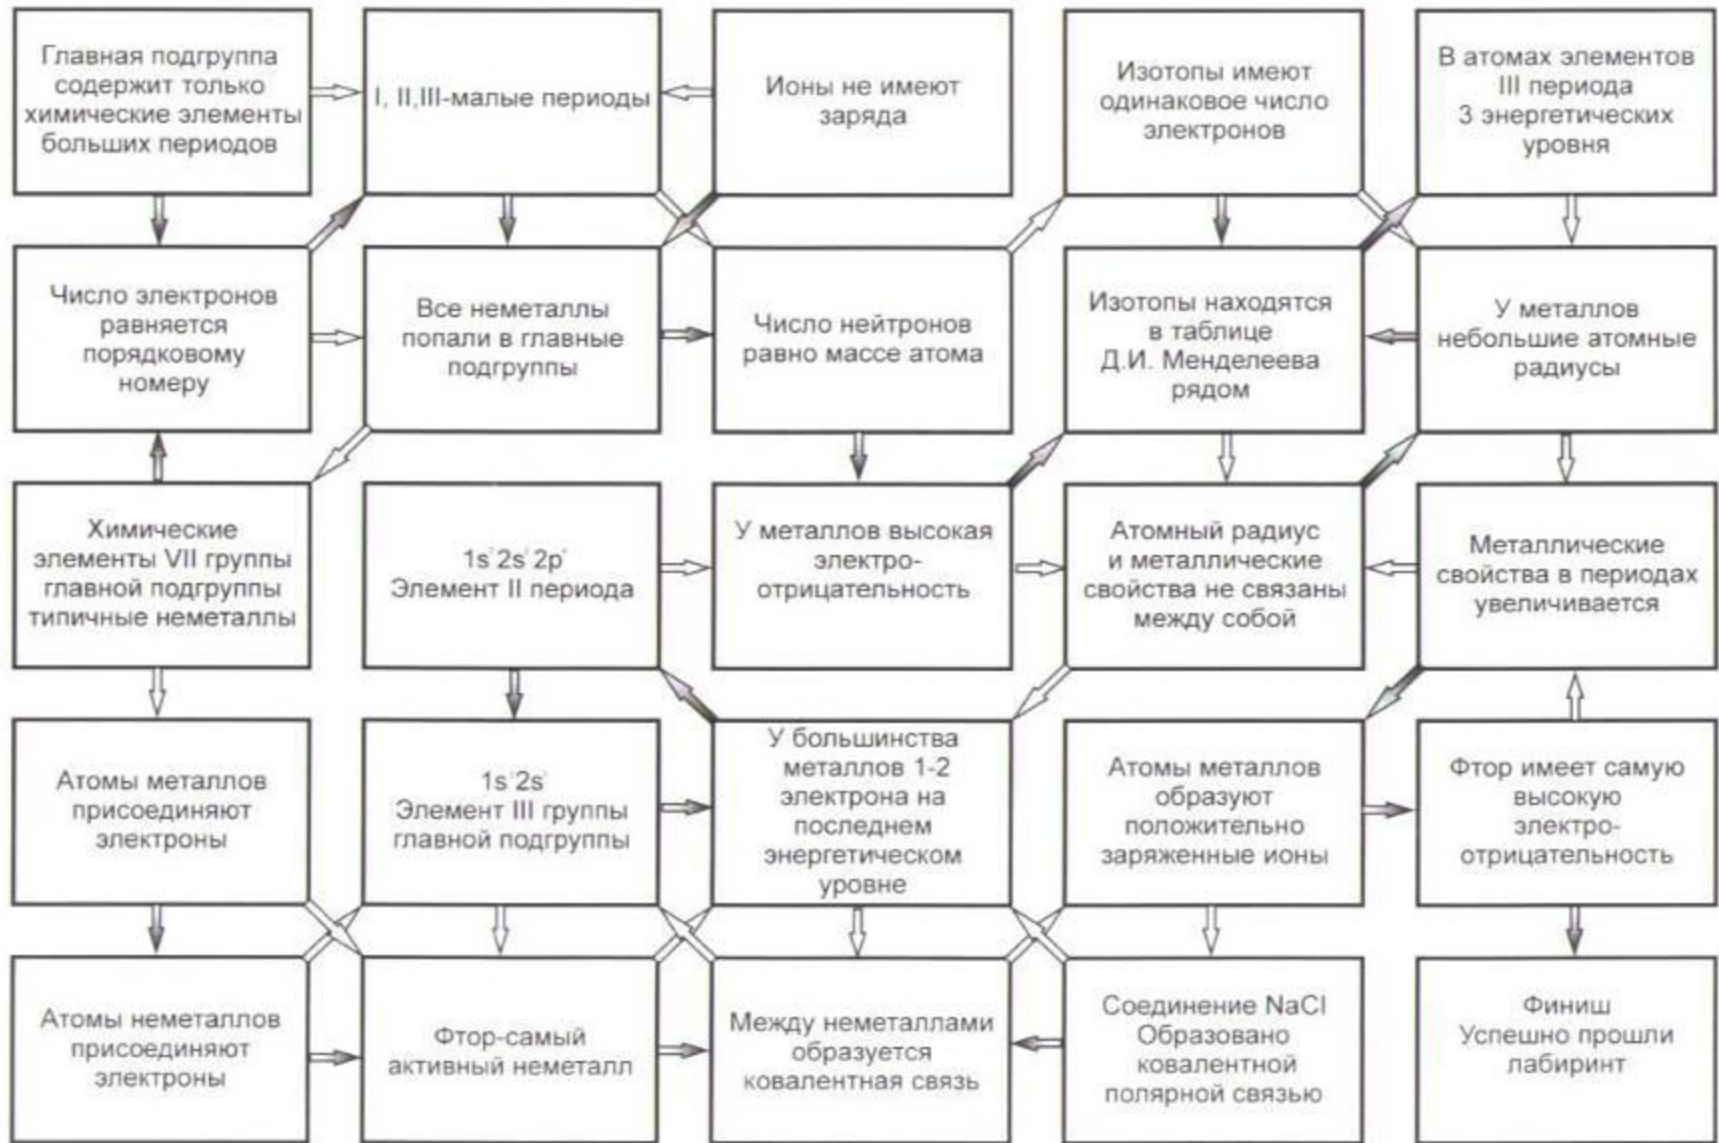 Главная подгруппа
содержит только
химические элементы
больших периодов
I, II,III-малые периоды
Ионы не имеют
заряда
Изотопы имеют
одинаковое число
электронов
В атомах элементов
III периода
3 энергетических
уровня
Число электронов
равняется
порядковому
номеру
Все неметаллы
попали в главные
подгруппы
Число нейтронов
равно массе атома
Изотопы находятся
в таблице
Д.И. Менделеева
рядом
У металлов
небольшие атомные
радиусы
Химические
элементы VII группы
главной подгруппы
типичные неметаллы
1s 2s 2p
Элемент II периода
У металлов высокая
электро-
отрицательность
Атомный радиус
и металлические
свойства не связаны
между собой
Металлические
свойства в периодах
увеличивается
Атомы металлов
присоединяют
электроны
1s 2s
Элемент III группы
главной подгруппы
У большинства
металлов 1-2
электрона на
последнем
энергетическом
уровне
Атомы металлов
образуют
положительно
заряженные ионы
Фтор имеет самую
высокую
электро-
отрицательность
Атомы неметаллов
присоединяют
электроны
Фтор-самый
активный неметалл
Между неметаллами
образуется
ковалентная связь
Соединение NaCl
Образовано
ковалентной
полярной связью
Финиш
Успешно прошли
лабиринт